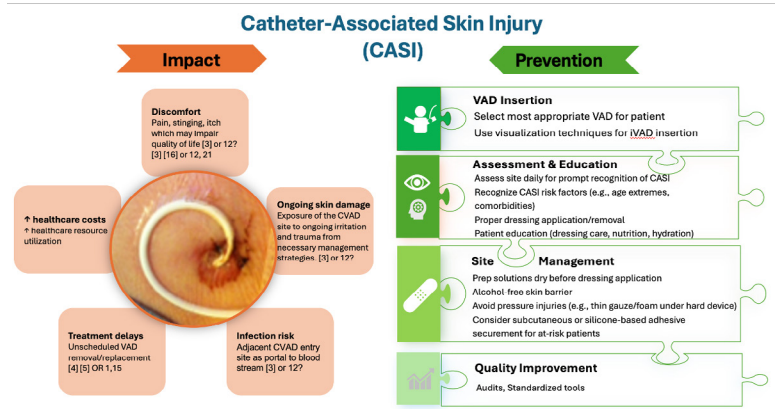 Catheter-Associated Skin Injury
(CASI)
Impact
Discomfort
Pain, stinging, itch
which may Impair
quality of life [3] or 12?
[3] [16] or 12, 21
↑ healthcare costs
↑ healthcare resource
utilization
Ongoing skin damage
Exposure of the CVAD
site to ongoing irritation
and trauma from
necessary management
strategies. [3] or 12?
Treatment delays
Unscheduled VAD
removal/replacement
[4] [5] OR 1,15
Infection risk
Adjacent CVAD entry
site as portal to blood
stream [3] or 12?
Prevention
VAD Insertion
Select most appropriate VAD for patient
Use visualization techniques for iVAD insertion
Assessment & Education
Assess site daily for prompt recognition of CASI
Recognize CASI risk factors (e.g., age extremes,
comorbidities)
Proper dressing application/removal
Patient education (dressing care, nutrition, hydration)
Site Management
Prep solutions dry before dressing application
Alcohol-free skin barrier
Avoid pressure injuries (e.g., thin gauze/foam under hard device)
Consider subcutaneous or silicone-based adhesive
securement for at-risk patients
Quality Improvement
Audits, Standardized tools